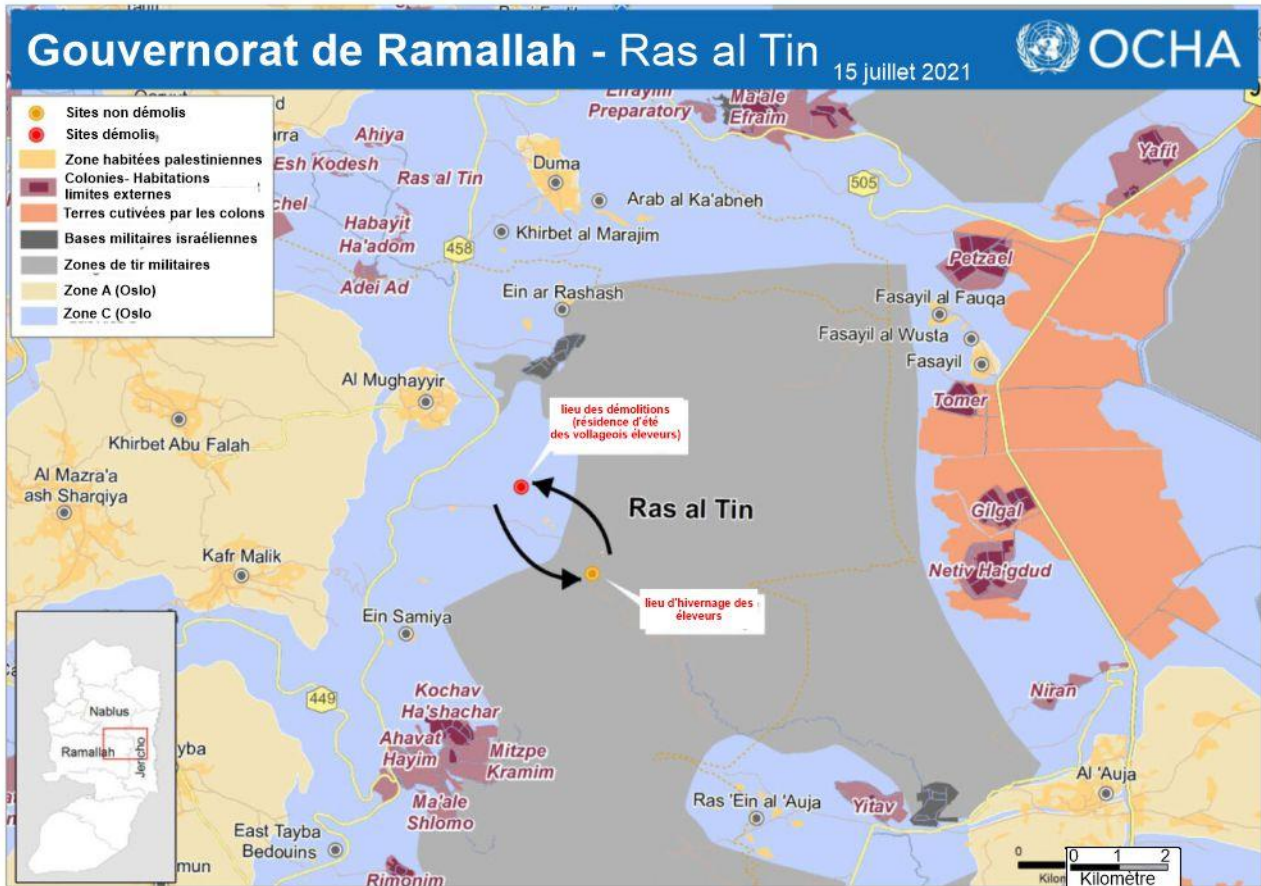 Gouvernorat de Ramallah - Ras al Tin
15 juillet 2021
OCHA
Sites non démolis
Sites démolis
Zone habitées palestiniennes
Colonies- Habitations
limites externes
Terres cutivées par les colons
Bases militaires israéliennes
Zones de tir militaires
Zone A (Oslo)
Zone C (Oslo
Efrayim
Preparatory
Ma'ale
Efraim
Yafit
Ahiya
Esh Kodesh
Ras al Tin
Duma
505
Arab al Ka'abneh
Habayit
Ha'adom
Khirbet al Marajim
458
Petzael
Adei Ad
Ein ar Rashash
Fasayil al Fauqa
Fasayil al Wusta
Fasayil
Al Mughayyir
Tomer
lieu des démolitions
(résidence d'été
des vollageois éleveurs)
Khirbet Abu Falah
Al Mazra'a
ash Sharqiya
Ras al Tin
Gilgal
Kafr Malik
Netiv Ha'gdud
lieu d'hivernage des
éleveurs
Ein Samiya
Nablus
Ramallah
Jericho
449
Kochav
Ha'shachar
Ahavat
Hayim
Mitzpe
Kramim
Ma'ale
Shlomo
Niran
Al 'Auja
Ras 'Ein al 'Auja
Yitav
East Tayba
Bedouins
Rimonim
0 1 2
Kilomètre